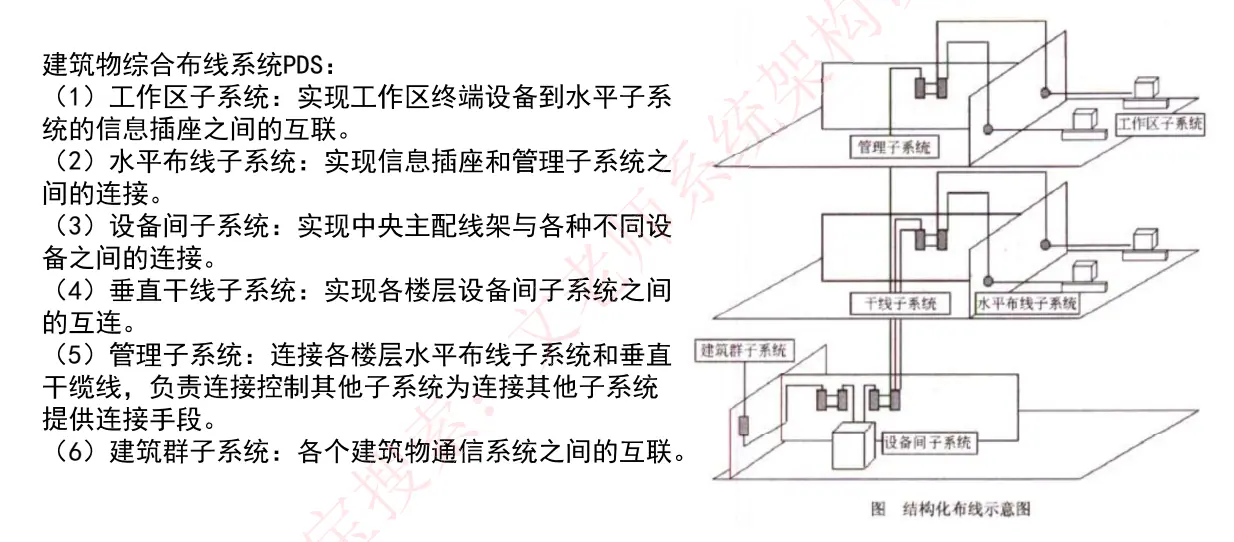 建筑物综合布线系统PDS：
（1）工作区子系统：实现工作区终端设备到水平子系
统的信息插座之间的互联。
（2）水平布线子系统：实现信息插座和管理子系统之
间的连接。
（3）设备间子系统：实现中央主配线架与各种不同设
备之间的连接。
（4）垂直干线子系统：实现各楼层设备间子系统之间
的互连。
（5）管理子系统：连接各楼层水平布线子系统和垂直
干缆线，负责连接控制其他子系统为连接其他子系统
提供连接手段。
（6）建筑群子系统：各个建筑物通信系统之间的互联。
工作区子系统
管理子系统
干线子系统
水平布线子系统
建筑群子系统
设备间子系统
图 结构化布线示意图
宝搜索：文老师系统架构